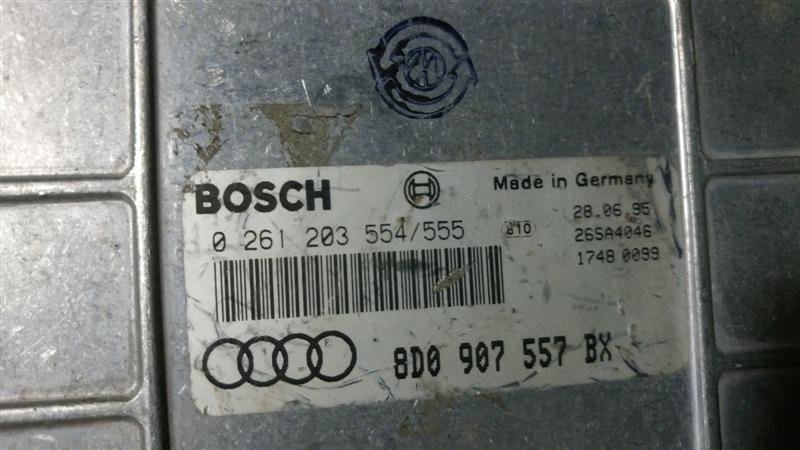 BOSCH
Made in Germany
0 261 203 554/555
810
28.06.95
26SA4046
1748 0099
8D0 907 557 BX